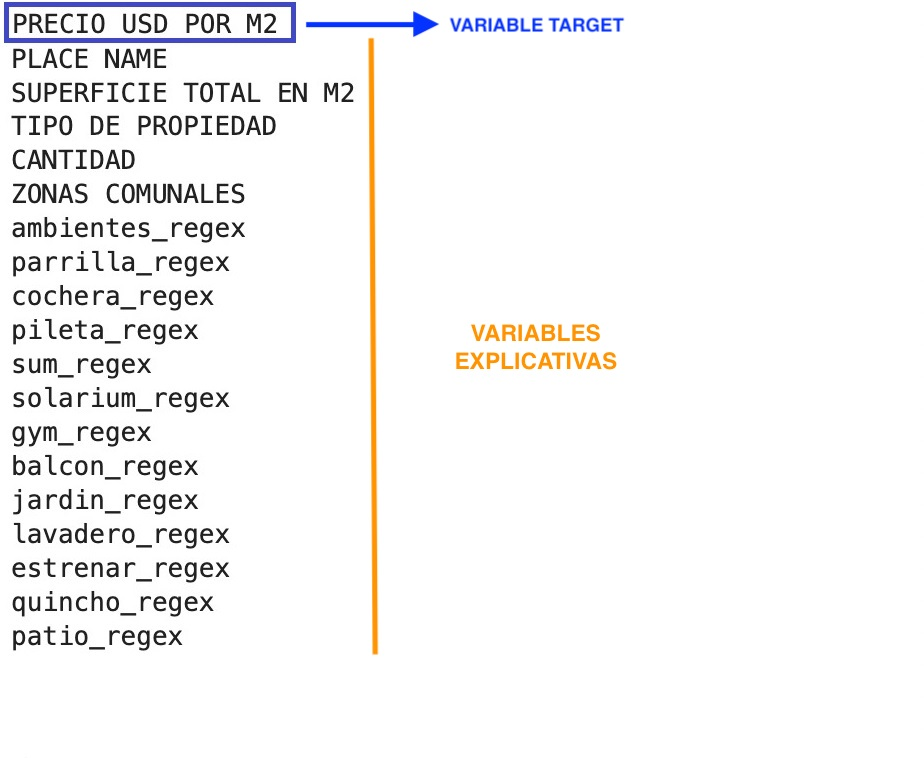 PRECIO USD POR M2
VARIABLE TARGET
PLACE NAME
SUPERFICIE TOTAL EN M2
TIPO DE PROPIEDAD
CANTIDAD
ZONAS COMUNALES
ambientes_regex
parrilla_regex
cochera_regex
pileta_regex
sum_regex
solarium_regex
gym_regex
balcon_regex
jardin_regex
lavadero_regex
estrenar_regex
quincho_regex
patio_regex
VARIABLES
EXPLICATIVAS